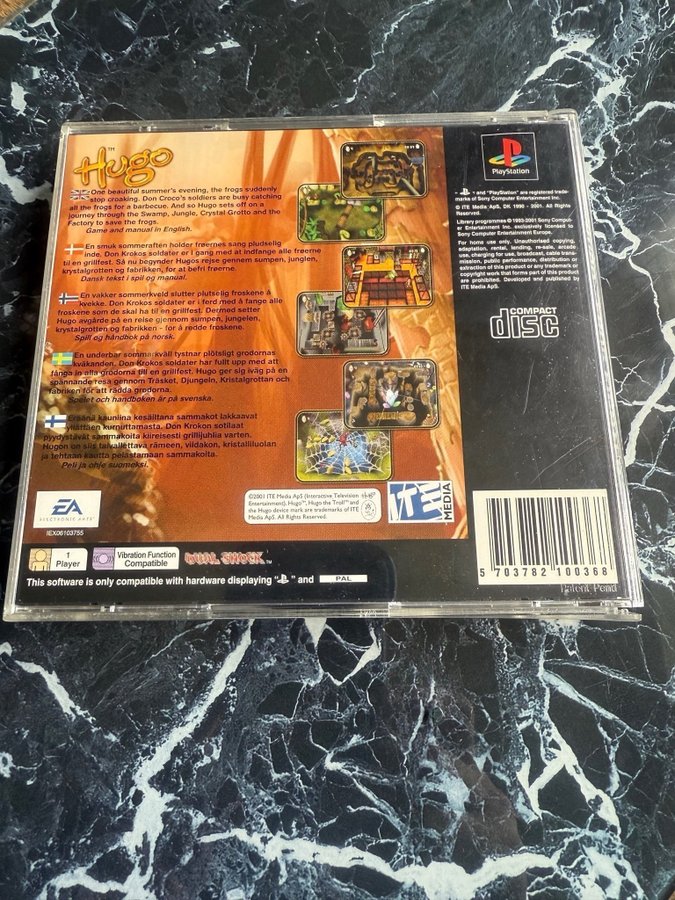 Hugo™
One beautiful summer's evening, the frogs suddenly
stop croaking. Don Croco's soldiers are busy catching
all the frogs for a barbecue. And so Hugo sets off on a
journey through the Swamp, Jungle, Crystal Grotto and the
Factory to save the frogs.
Game and manual in English.
En smuk sommeraften holder frøernes sang pludselig
inde. Don Krokos soldater er i gang med at indfange alle frøerne
til en grillfest. Så nu begynder Hugos rejse gennem sumpen, junglen,
krystalgrotten og fabrikken, for at befri frøerne.
Dansk tekst i spil og manual.
En vakker sommerkveld slutter plutselig froskene å
kvekke. Don Krokos soldater er i ferd med å fange alle
froskene som de skal ha til en grillfest. Dermed setter
Hugo avgårde på en reise gjennom sumpen, jungelen,
krystalgrotten og fabrikken - for å redde froskene.
Spill og håndbok på norsk.
En underbar sommarkväll tystnar plötsligt grodornas
kväkanden. Don Krokos soldater har fullt upp med att
fånga in alla grodorna till en grillfest. Hugo ger sig iväg på en
spännande resa genom Träsket, Djungeln, Kristallgrottan och
Fabriken för att rädda grodorna.
Spelet och handboken är på svenska.
Eräänä kauniina kesäiltana sammakot lakkaavat
yllättäen kurnuttamasta. Don Krokon sotilaat
pyydystävät sammakoita kiireisesti grillijuhlia varten.
Hugon on siis taivallettava rämeen, viidakon, kristalliluolan
ja tehtaan kautta pelastamaan sammakoita.
Peli ja ohje suomeksi.
EA
ELECTRONIC ARTS™
IEX06103755
©2001 ITE Media ApS (Interactive Television
Entertainment). Hugo™, Hugo the Troll™ and
the Hugo device mark are trademarks of ITE
Media ApS. All Rights Reserved.
ITE
MEDIA
PlayStation
" " and "PlayStation" are registered trade-
marks of Sony Computer Entertainment Inc.
© ITE Media ApS, DK 1990 - 2001. All Rights
Reserved.
Library programmes © 1993-2001 Sony Comput-
er Entertainment Inc. exclusively licensed to
Sony Computer Entertainment Europe.
For home use only. Unauthorised copying,
adaptation, rental, lending, re-sale, arcade
use, charging for use, broadcast, cable trans-
mission, public performance, distribution or
extraction of this product or any trademark or
copyright work that forms part of this product
are prohibited. Developed and published by
ITE Media ApS.
COMPACT
disc
5 703782 100368
Patent Pend
1
Player
Vibration Function
Compatible
DUAL SHOCK™
This software is only compatible with hardware displaying " " and PAL